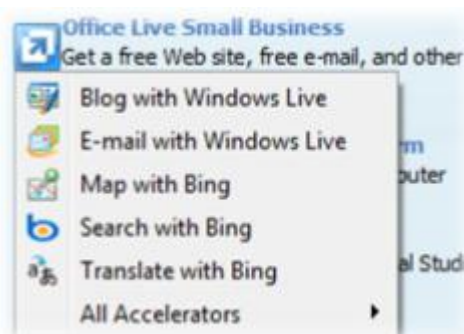 Office Live Small Business
Get a free Web site, free e-mail, and other
Blog with Windows Live
E-mail with Windows Live
Map with Bing
Search with Bing
Translate with Bing
All Accelerators